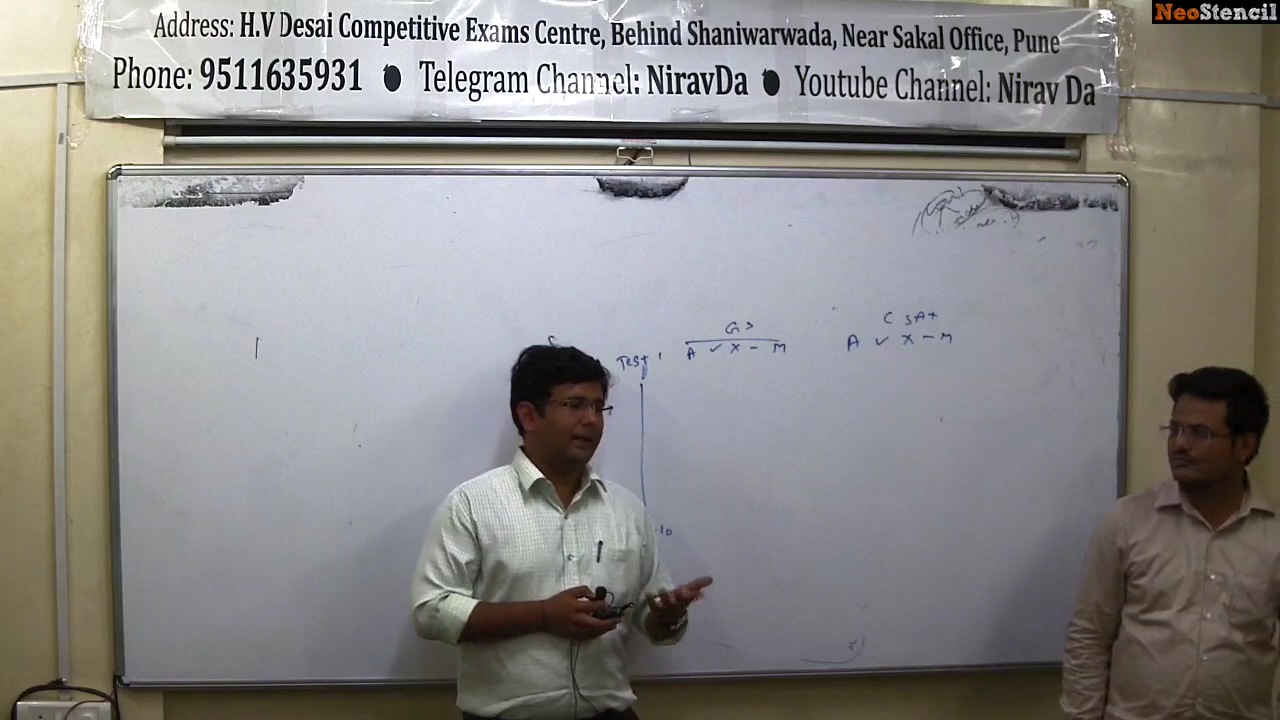 NeoStencil
Address: H.V Desai Competitive Exams Centre, Behind Shaniwarwada, Near Sakal Office, Pune
Phone: 9511635931 ● Telegram Channel: NiravDa ● Youtube Channel: Nirav Da
GS
CSAT
Test 1
A ✓ X - M
A ✓ X - M
10